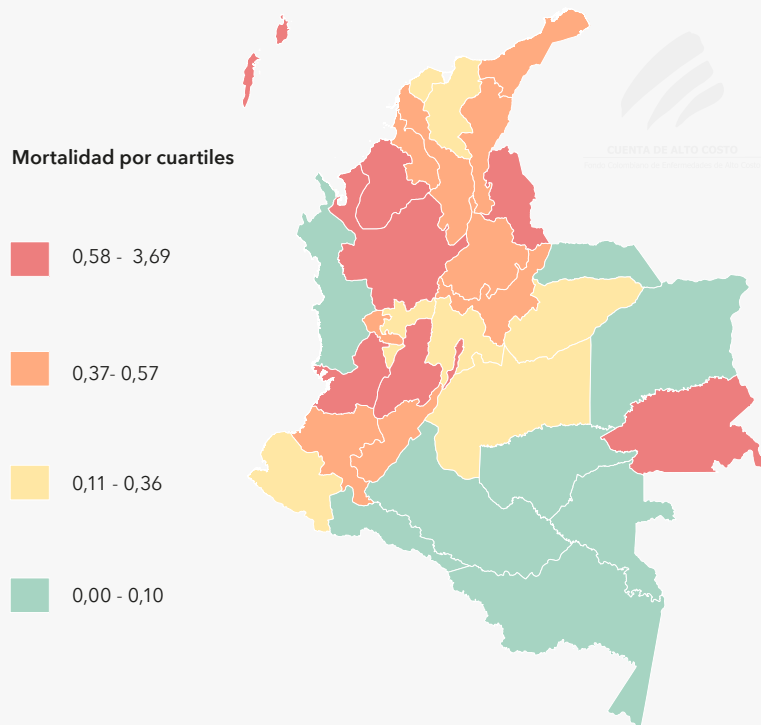 CUENTA DE ALTO COSTO
Mortalidad por cuartiles
0,58 - 3,69
0,37- 0,57
0,11 - 0,36
0,00 - 0,10